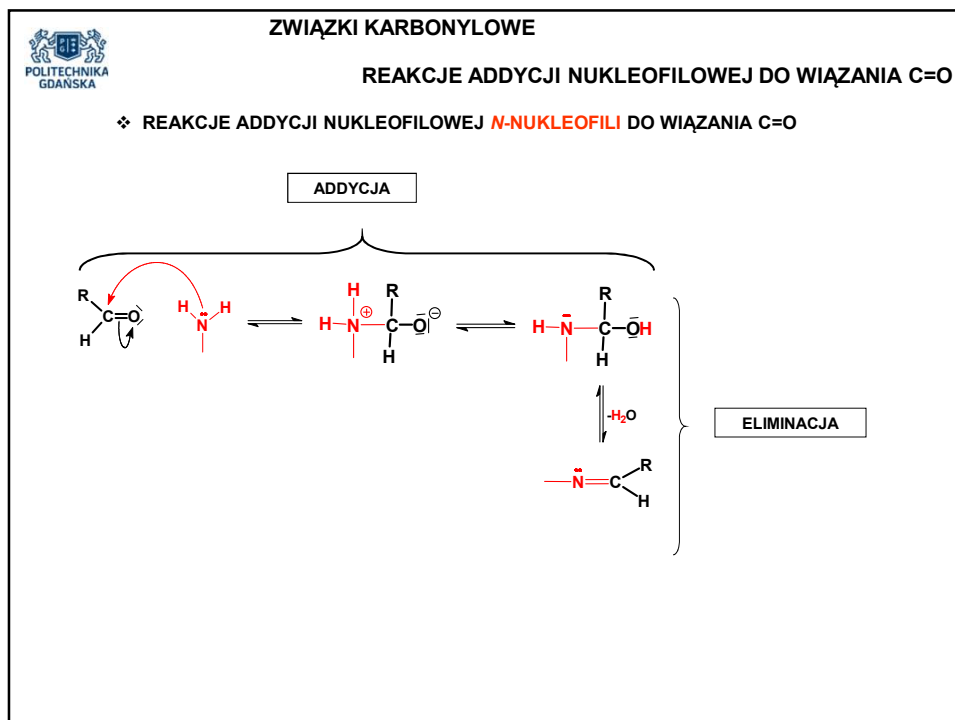 ZWIĄZKI KARBONYLOWE
POLITECHNIKA
GDAŃSKA
REAKCJE ADDYCJI NUKLEOFILOWEJ DO WIĄZANIA C=O
❖ REAKCJE ADDYCJI NUKLEOFILOWEJ N-NUKLEOFILI DO WIĄZANIA C=O
ADDYCJA
R C=O H
H H N
H R H-N⊕-C-O⊖ H
R H-N-C-OH H
-H₂O
ELIMINACJA
N=C R H